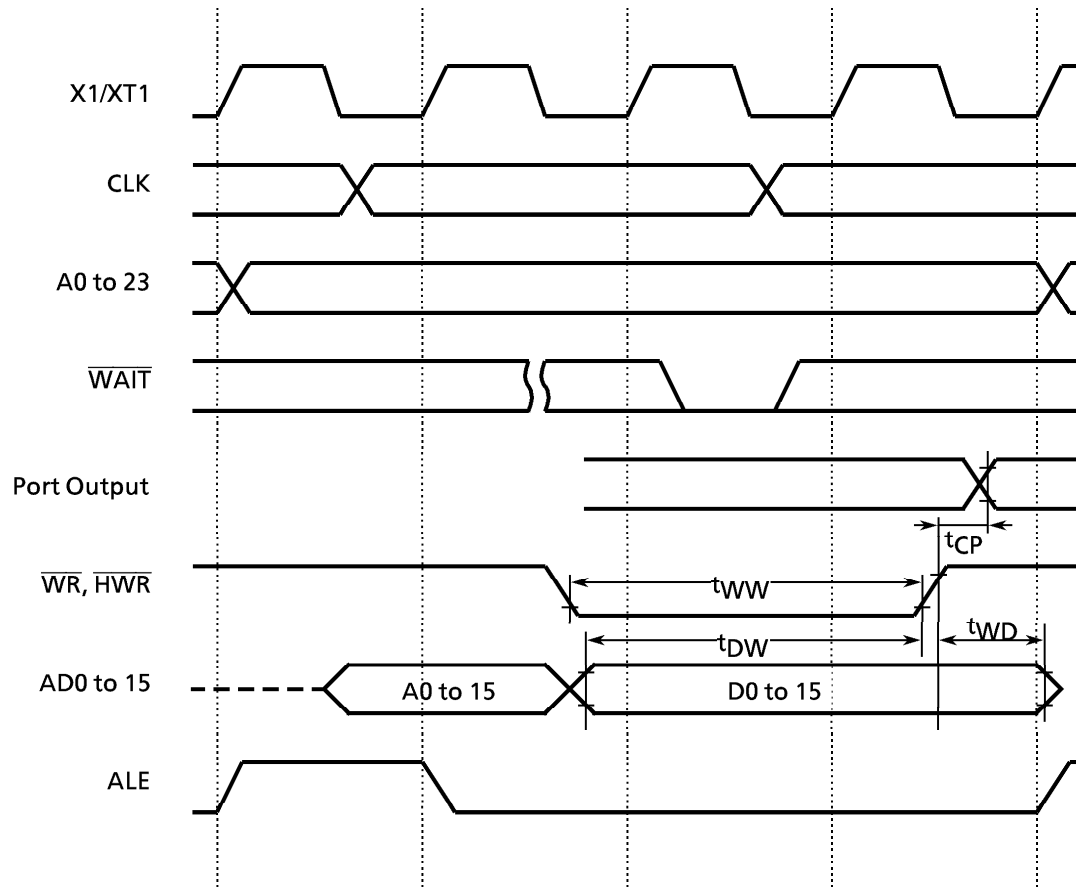 X1/XT1
CLK
A0 to 23
WAIT
Port Output
tCP
WR, HWR
tWW
tDW
tWD
AD0 to 15
A0 to 15
D0 to 15
ALE